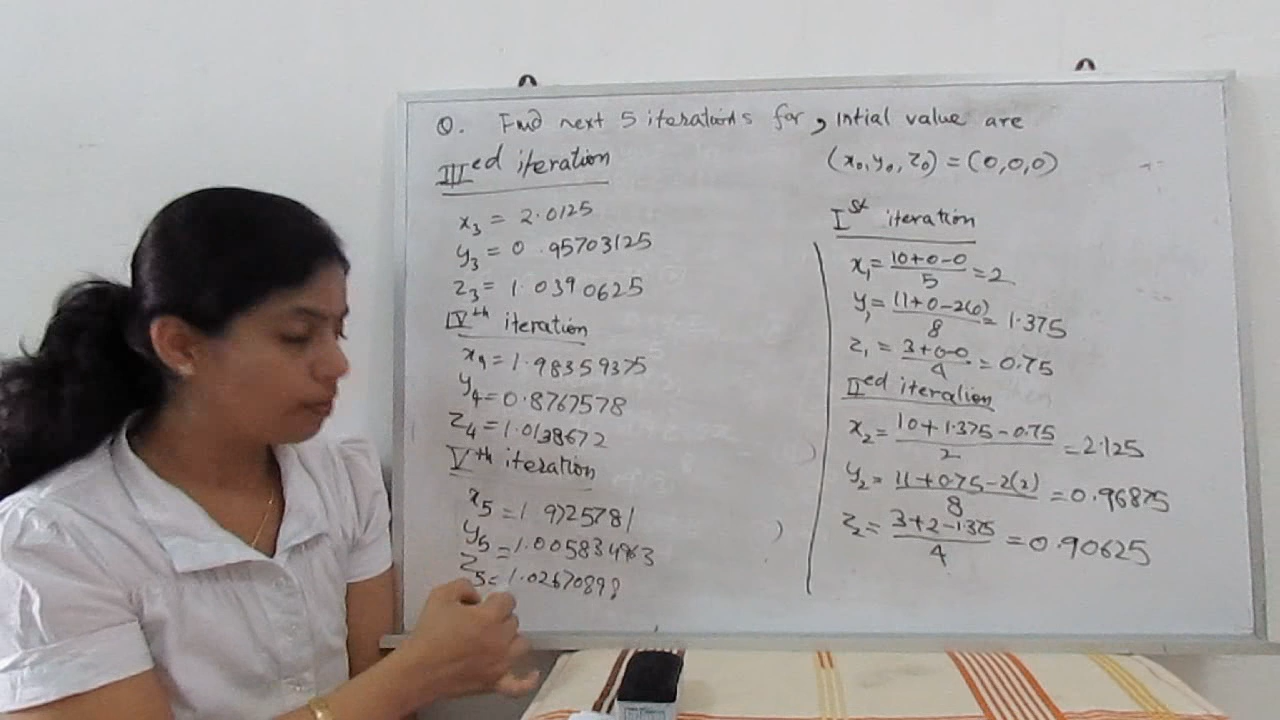 Q. Find next 5 iterations for, intial value are
(x₀, y₀, z₀) = (0,0,0)
Iˢᵗ iteration
x₁ = (10+0-0)/5 = 2
y₁ = (11+0-2(0))/8 = 1.375
z₁ = (3+0-0)/4 = 0.75
IIᵉᵈ iteration
x₂ = (10+1.375-0.75)/2 = 2.125
y₂ = (11+0.75-2(2))/8 = 0.96875
z₂ = (3+2-1.375)/4 = 0.90625
IIIᵉᵈ iteration
x₃ = 2.0125
y₃ = 0.95703125
z₃ = 1.0390625
IVᵗʰ iteration
x₄ = 1.98359375
y₄ = 0.8767578
z₄ = 1.0138672
Vᵗʰ iteration
x₅ = 1.9725781
y₅ = 1.005834963
z₅ = 1.02670898